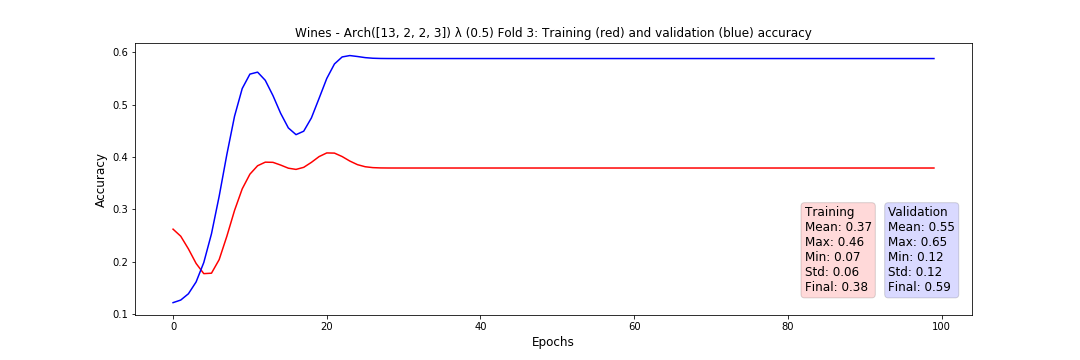 Wines - Arch([13, 2, 2, 3]) λ (0.5) Fold 3: Training (red) and validation (blue) accuracy
Accuracy
0.6
0.5
0.4
0.3
0.2
0.1
Training
Mean: 0.37
Max: 0.46
Min: 0.07
Std: 0.06
Final: 0.38
Validation
Mean: 0.55
Max: 0.65
Min: 0.12
Std: 0.12
Final: 0.59
0 20 40 60 80 100
Epochs